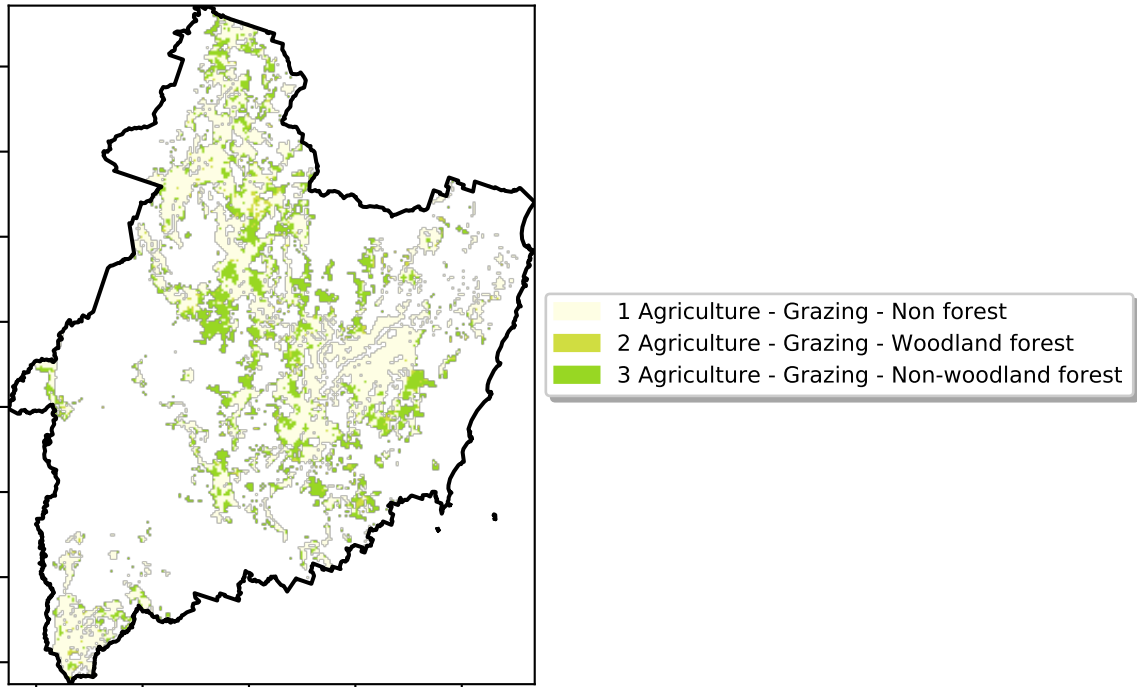 1 Agriculture - Grazing - Non forest
2 Agriculture - Grazing - Woodland forest
3 Agriculture - Grazing - Non-woodland forest